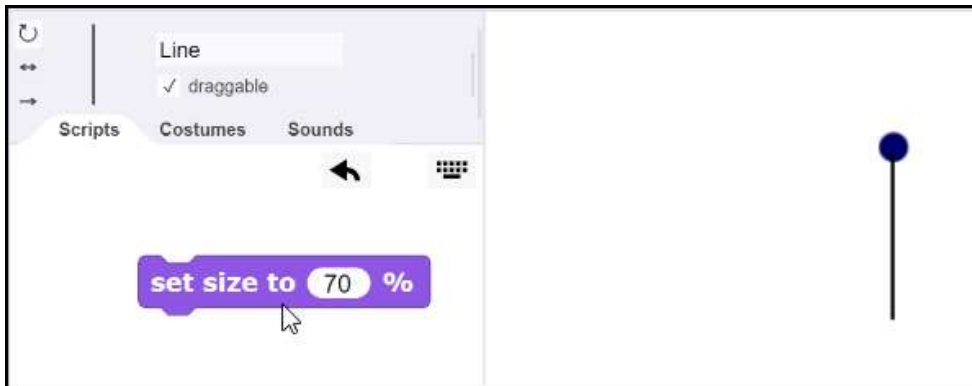 Line
✓ draggable
Scripts Costumes Sounds
set size to 70 %